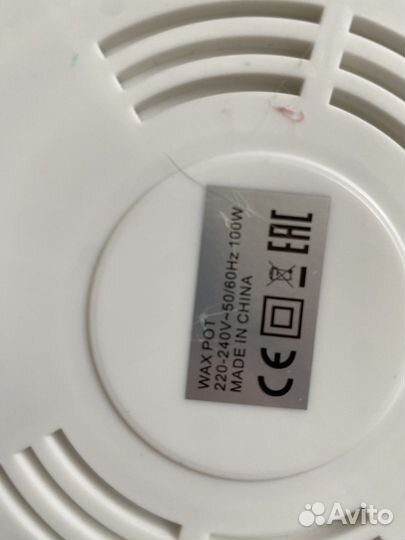 WAX POT
220-240V~50/60Hz 100W
MADE IN CHINA
CE EAC
Avito